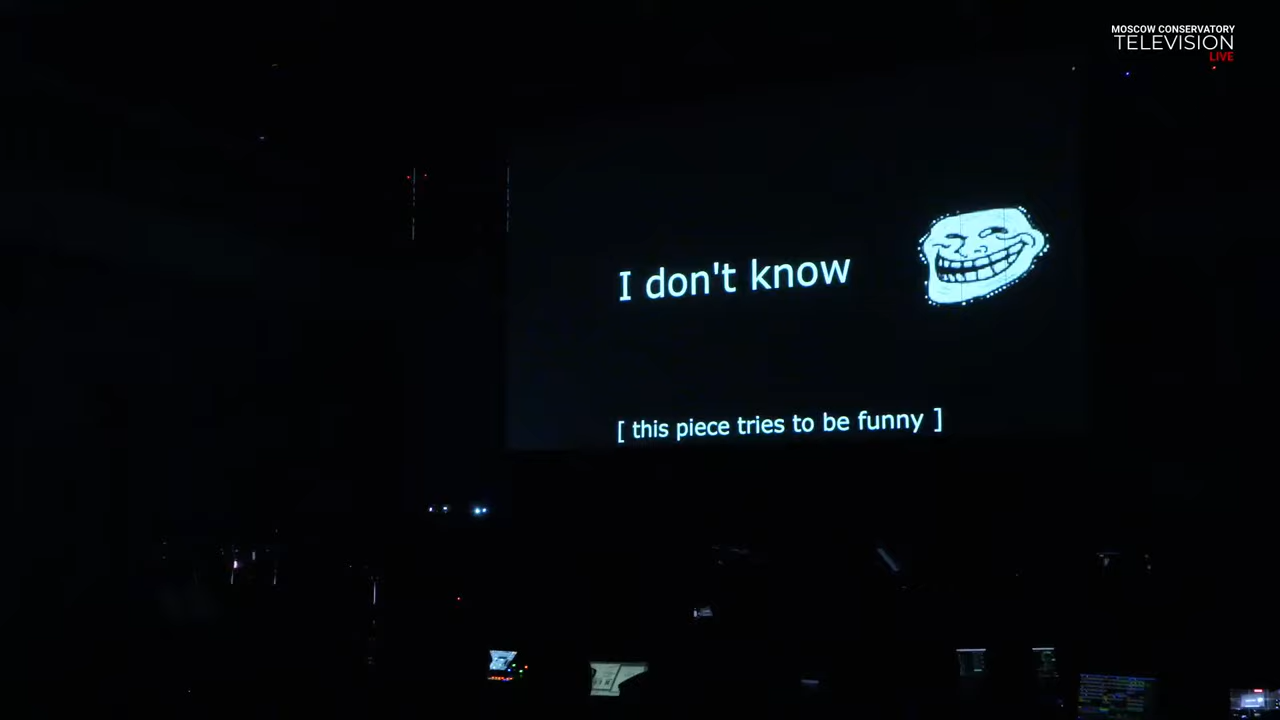 MOSCOW CONSERVATORY
TELEVISION
LIVE
I don't know
[ this piece tries to be funny ]